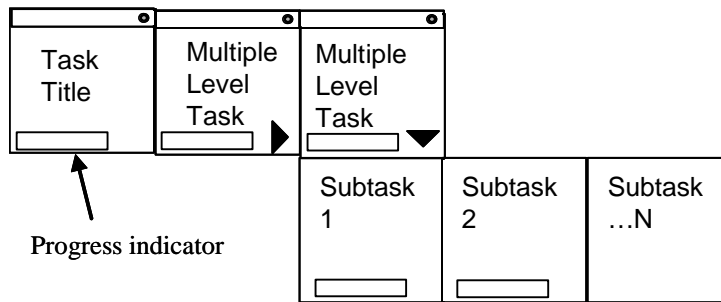 Task
Title
Multiple
Level
Task
Multiple
Level
Task
Subtask
1
Subtask
2
Subtask
…N
Progress indicator